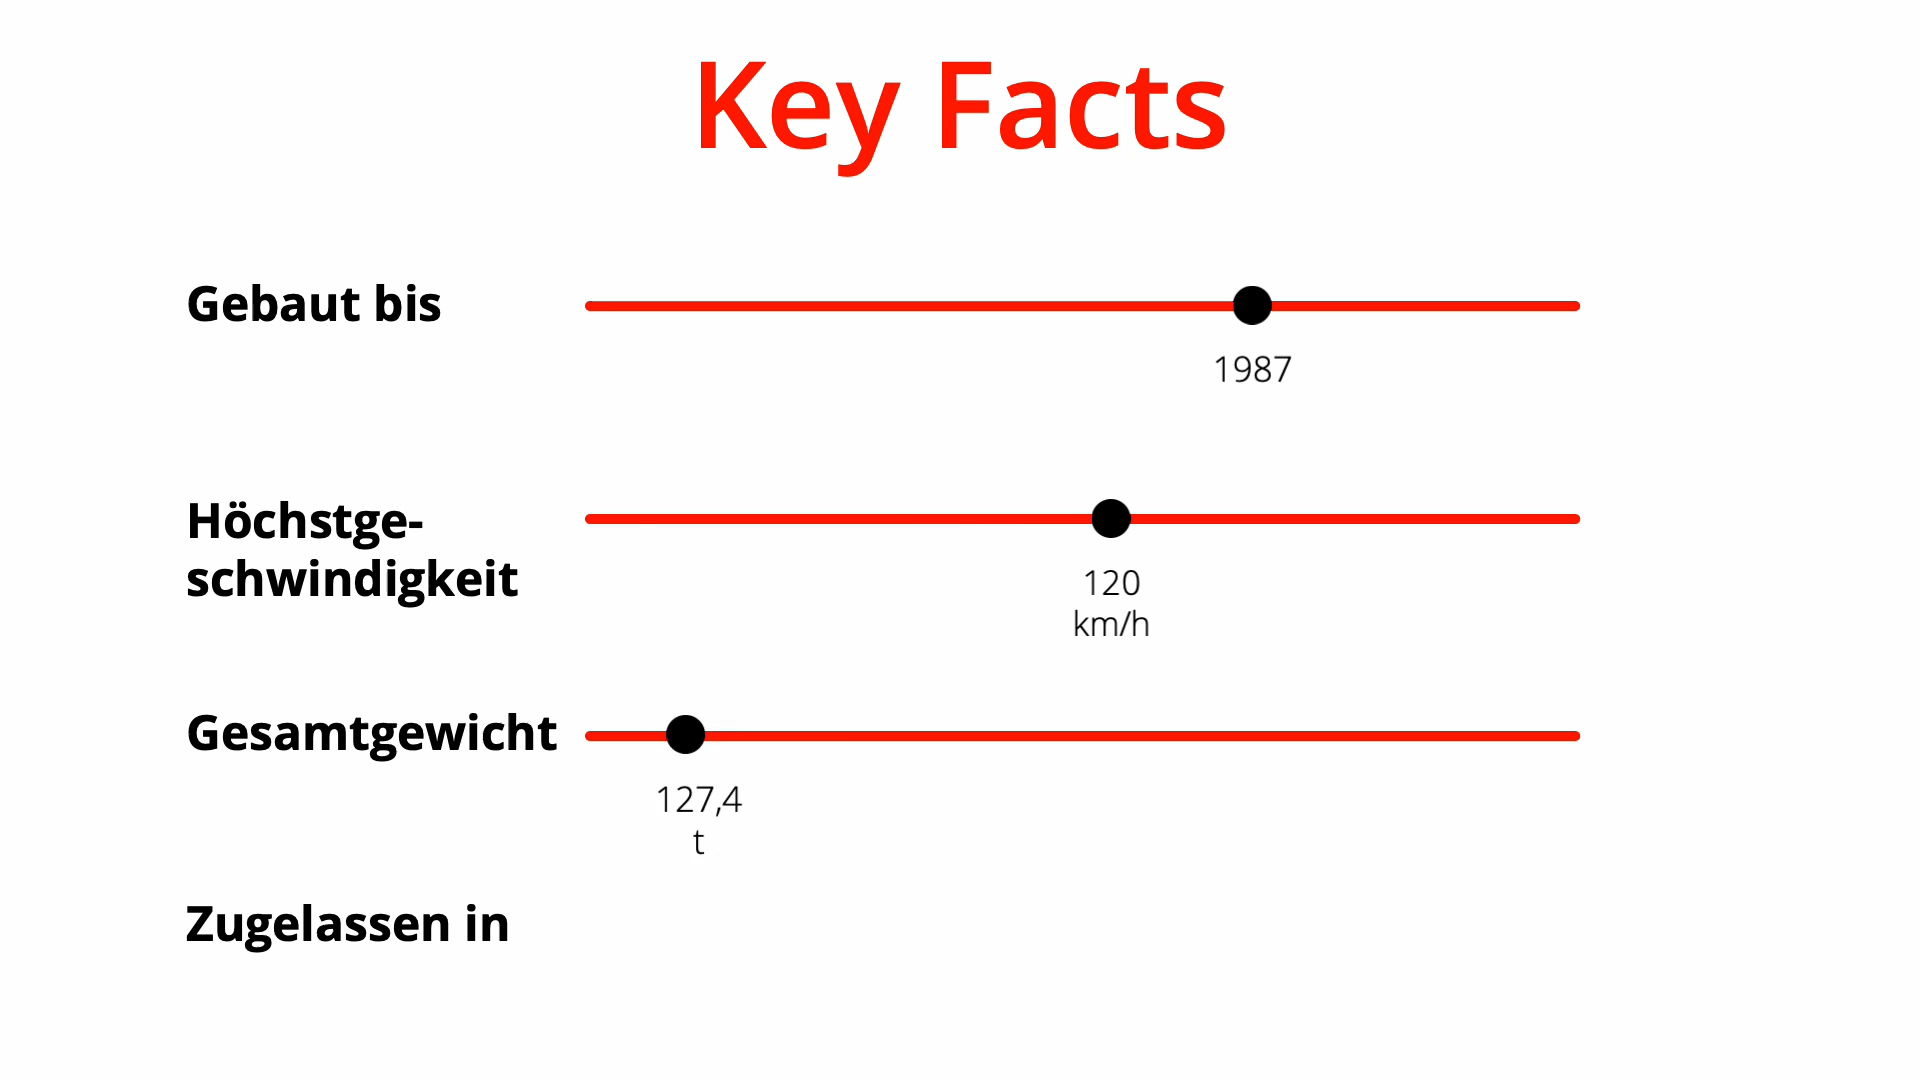 Key Facts
Gebaut bis
1987
Höchstge-
schwindigkeit
120
km/h
Gesamtgewicht
127,4
t
Zugelassen in